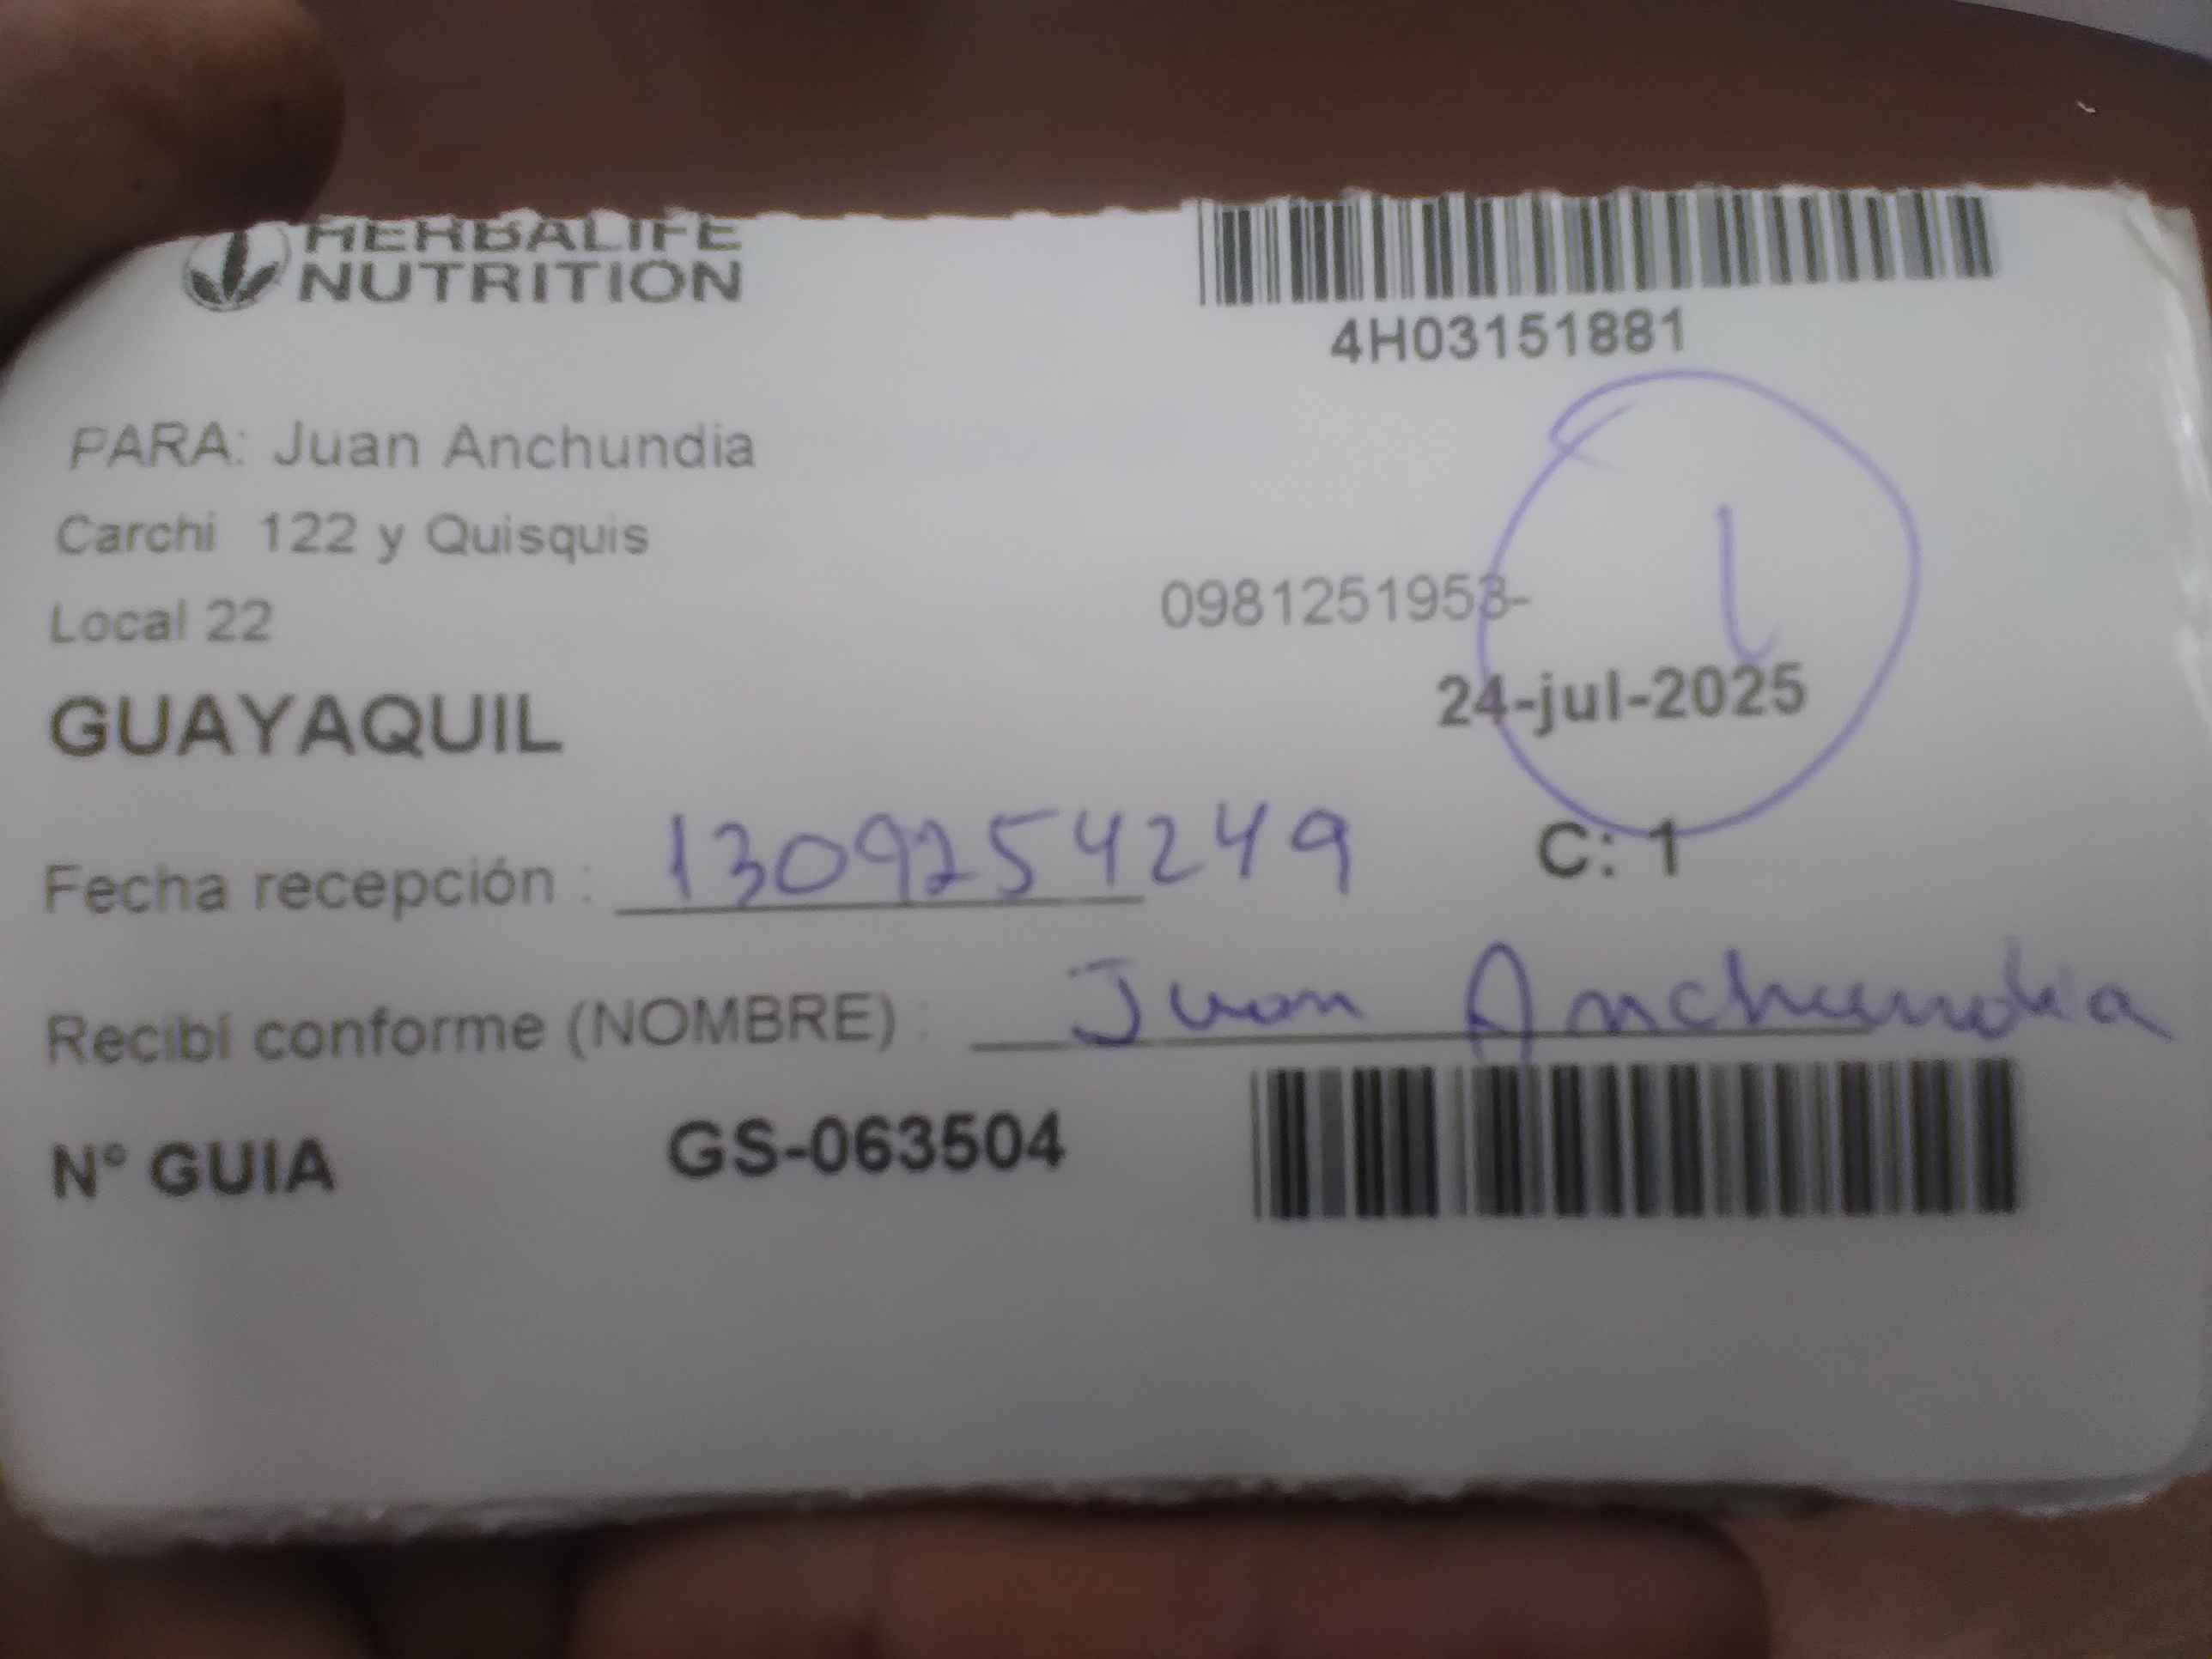 HERBALIFE
NUTRITION
4H03151881
PARA: Juan Anchundia
Carchi 122 y Quisquis
Local 22
0981251953-
1
GUAYAQUIL
24-jul-2025
Fecha recepción : 1309254249
C: 1
Recibí conforme (NOMBRE) : Juan Anchundia
N° GUIA GS-063504